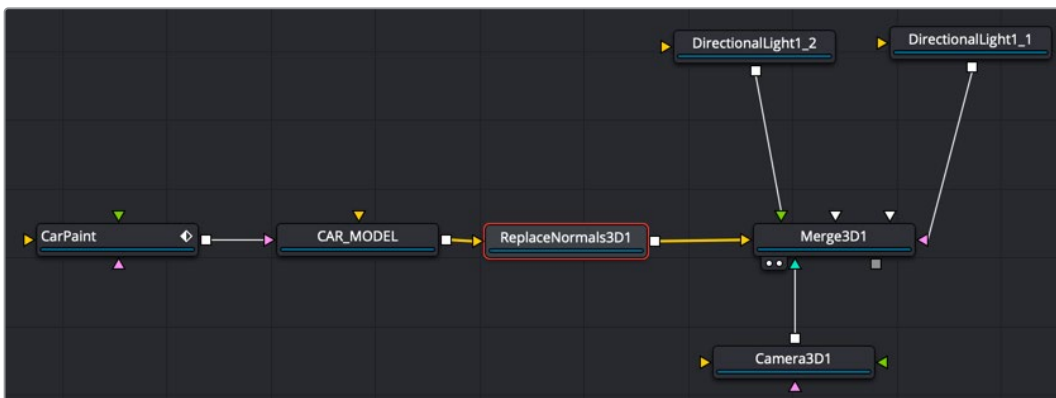 DirectionalLight1_2
DirectionalLight1_1
CarPaint
CAR_MODEL
ReplaceNormals3D1
Merge3D1
Camera3D1